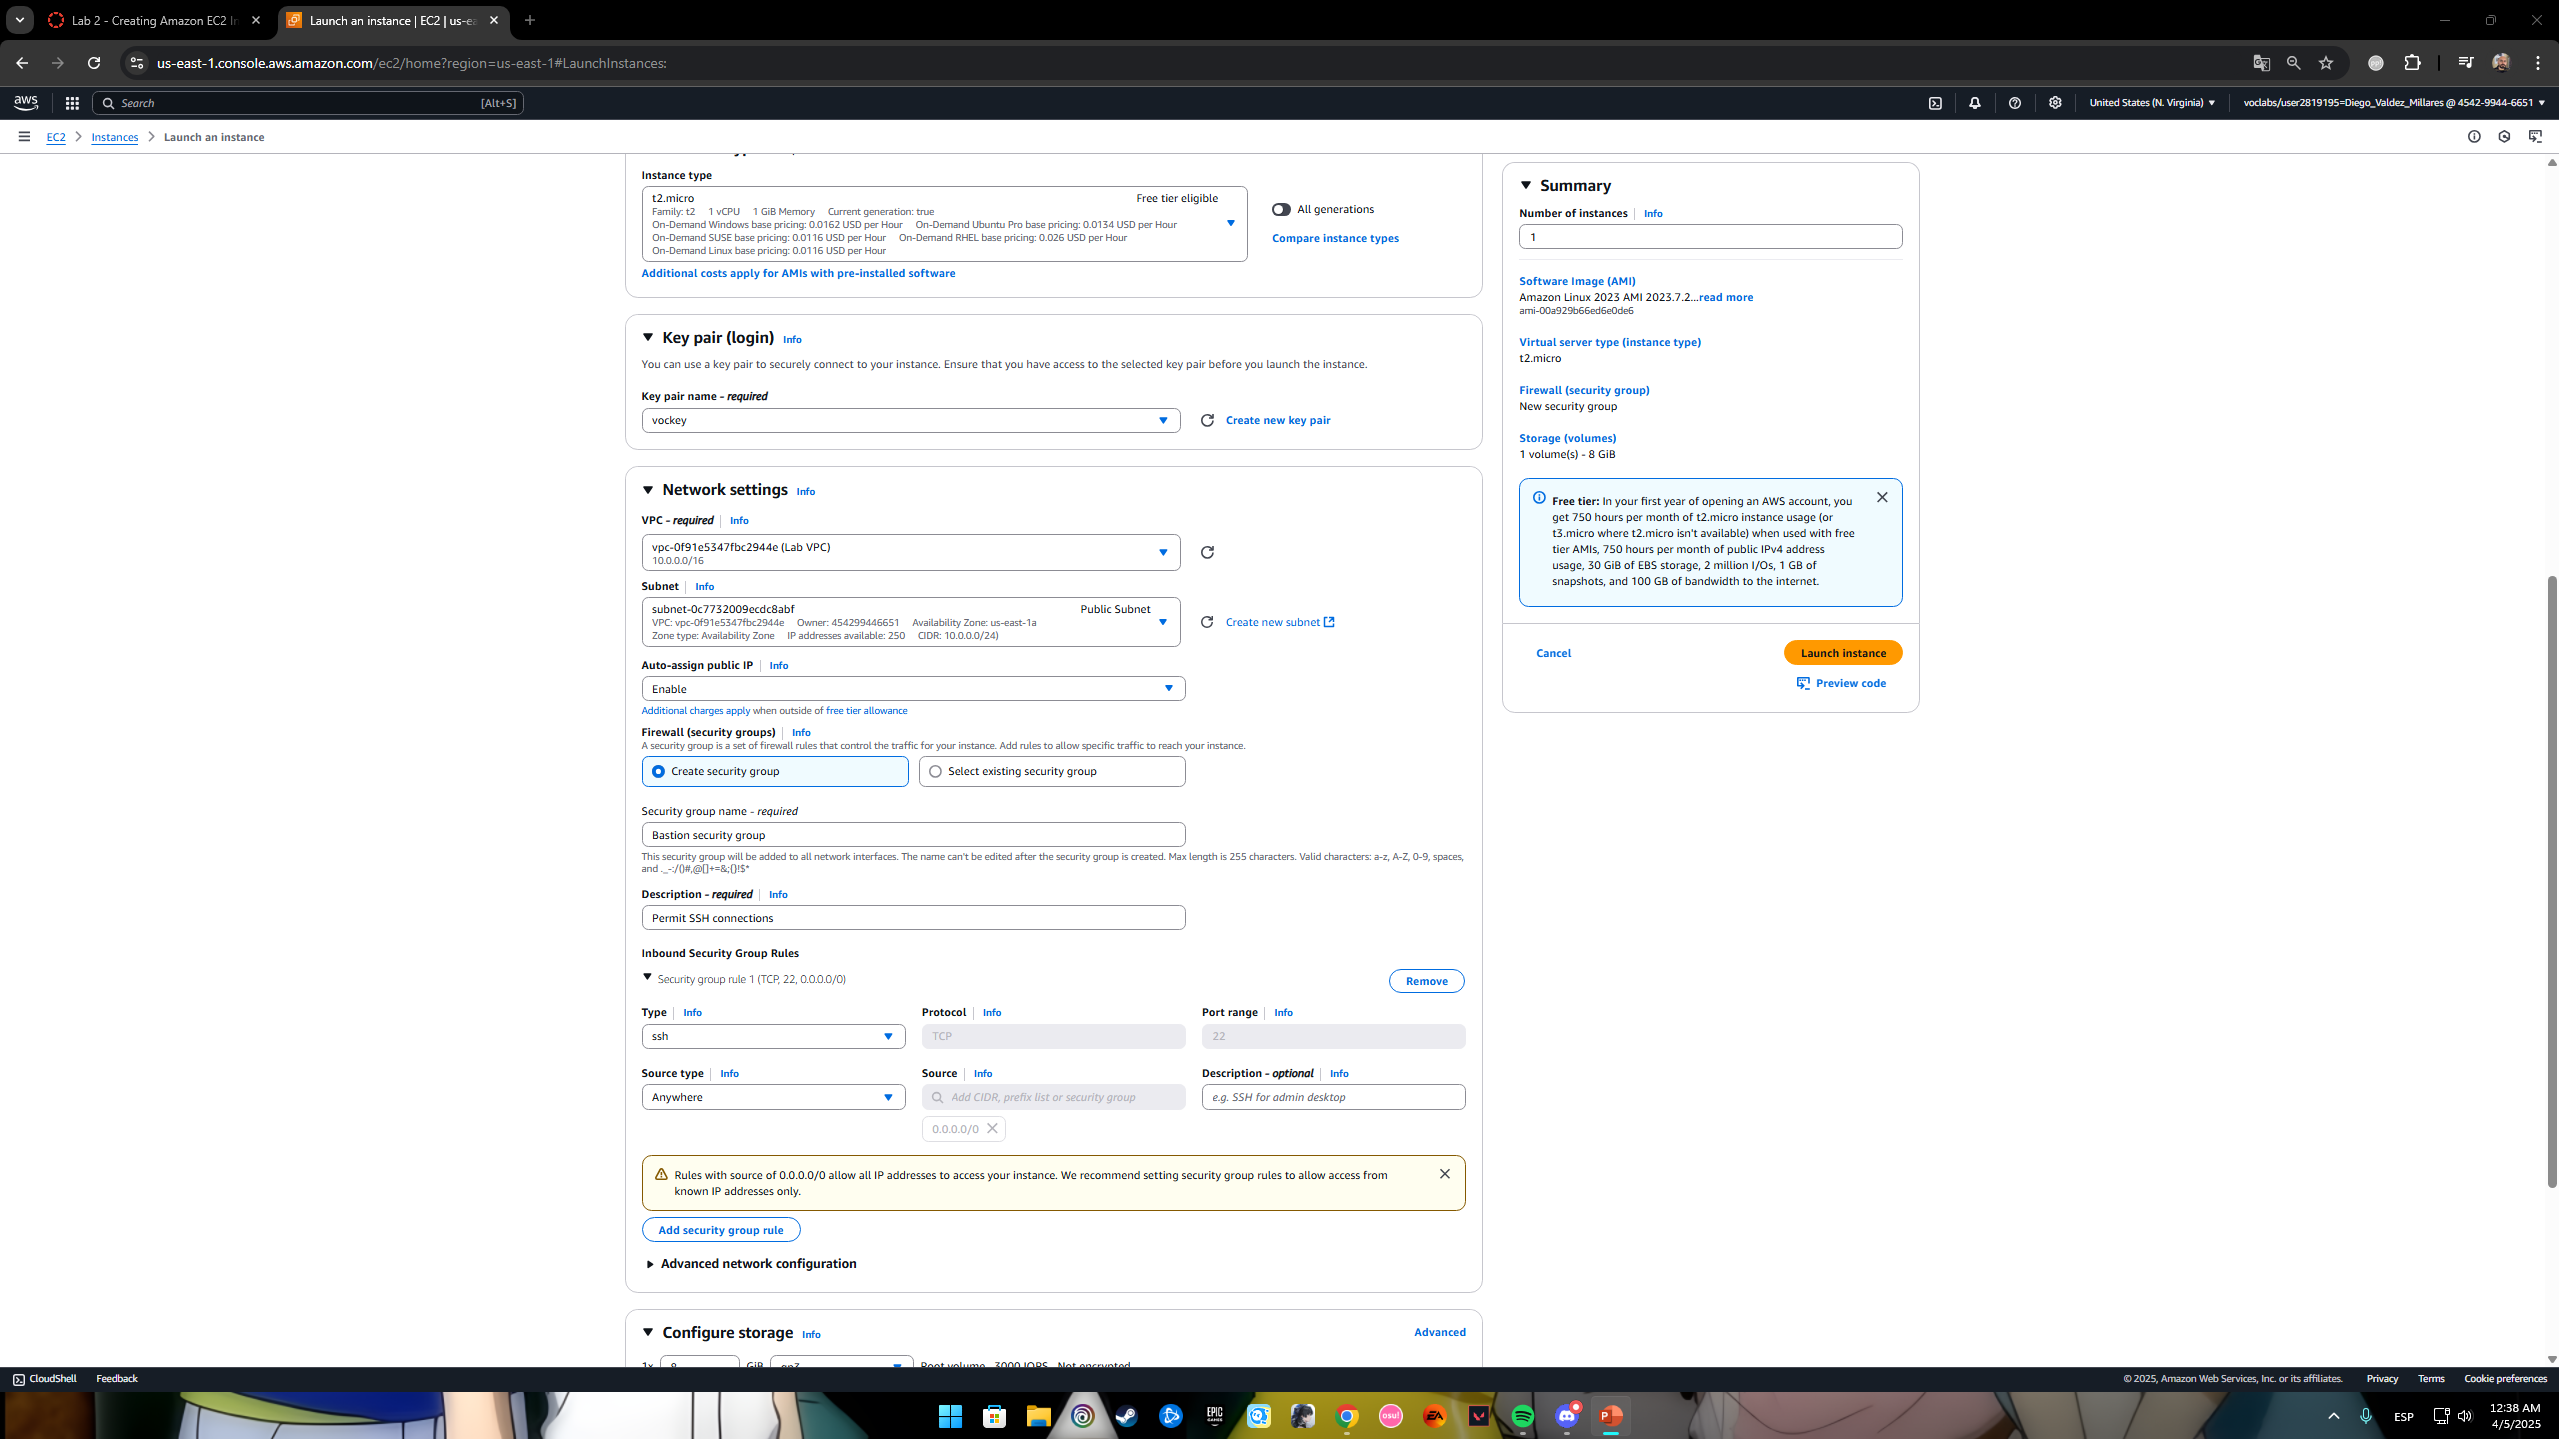 Lab 2 - Creating Amazon EC2 In
Launch an instance | EC2 | us-ea
us-east-1.console.aws.amazon.com/ec2/home?region=us-east-1#LaunchInstances:
aws
Search
[Alt+S]
United States (N. Virginia)
voclabs/user2819195=Diego_Valdez_Millares @ 4542-9944-6651
EC2
Instances
Launch an instance
Instance type
t2.micro
Free tier eligible
Family: t2 1 vCPU 1 GiB Memory Current generation: true
On-Demand Windows base pricing: 0.0162 USD per Hour On-Demand Ubuntu Pro base pricing: 0.0134 USD per Hour
On-Demand SUSE base pricing: 0.0116 USD per Hour On-Demand RHEL base pricing: 0.026 USD per Hour
On-Demand Linux base pricing: 0.0116 USD per Hour
All generations
Compare instance types
Additional costs apply for AMIs with pre-installed software
Key pair (login) Info
You can use a key pair to securely connect to your instance. Ensure that you have access to the selected key pair before you launch the instance.
Key pair name - required
vockey
Create new key pair
Network settings Info
VPC - required Info
vpc-0f91e5347fbc2944e (Lab VPC)
10.0.0.0/16
Subnet Info
subnet-0c7732009ecdc8abf
Public Subnet
VPC: vpc-0f91e5347fbc2944e Owner: 454299446651 Availability Zone: us-east-1a
Zone type: Availability Zone IP addresses available: 250 CIDR: 10.0.0.0/24)
Create new subnet
Auto-assign public IP Info
Enable
Additional charges apply when outside of free tier allowance
Firewall (security groups) Info
A security group is a set of firewall rules that control the traffic for your instance. Add rules to allow specific traffic to reach your instance.
Create security group
Select existing security group
Security group name - required
Bastion security group
This security group will be added to all network interfaces. The name can't be edited after the security group is created. Max length is 255 characters. Valid characters: a-z, A-Z, 0-9, spaces,
and ._-:/()#,@[]+=&;{}!$*
Description - required Info
Permit SSH connections
Inbound Security Group Rules
Security group rule 1 (TCP, 22, 0.0.0.0/0)
Remove
Type Info
Protocol Info
Port range Info
ssh
TCP
22
Source type Info
Source Info
Description - optional Info
Anywhere
Add CIDR, prefix list or security group
e.g. SSH for admin desktop
0.0.0.0/0
Rules with source of 0.0.0.0/0 allow all IP addresses to access your instance. We recommend setting security group rules to allow access from
known IP addresses only.
Add security group rule
Advanced network configuration
Configure storage Info
Advanced
1x 8 GiB gp3 Root volume, 3000 IOPS, Not encrypted
Summary
Number of instances Info
1
Software Image (AMI)
Amazon Linux 2023 AMI 2023.7.2...read more
ami-00a929b66ed6e0de6
Virtual server type (instance type)
t2.micro
Firewall (security group)
New security group
Storage (volumes)
1 volume(s) - 8 GiB
Free tier: In your first year of opening an AWS account, you
get 750 hours per month of t2.micro instance usage (or
t3.micro where t2.micro isn't available) when used with free
tier AMIs, 750 hours per month of public IPv4 address
usage, 30 GiB of EBS storage, 2 million I/Os, 1 GB of
snapshots, and 100 GB of bandwidth to the internet.
Cancel
Launch instance
Preview code
CloudShell
Feedback
© 2025, Amazon Web Services, Inc. or its affiliates.
Privacy
Terms
Cookie preferences
EPIC GAMES
osu!
EA
ESP
12:38 AM
4/5/2025